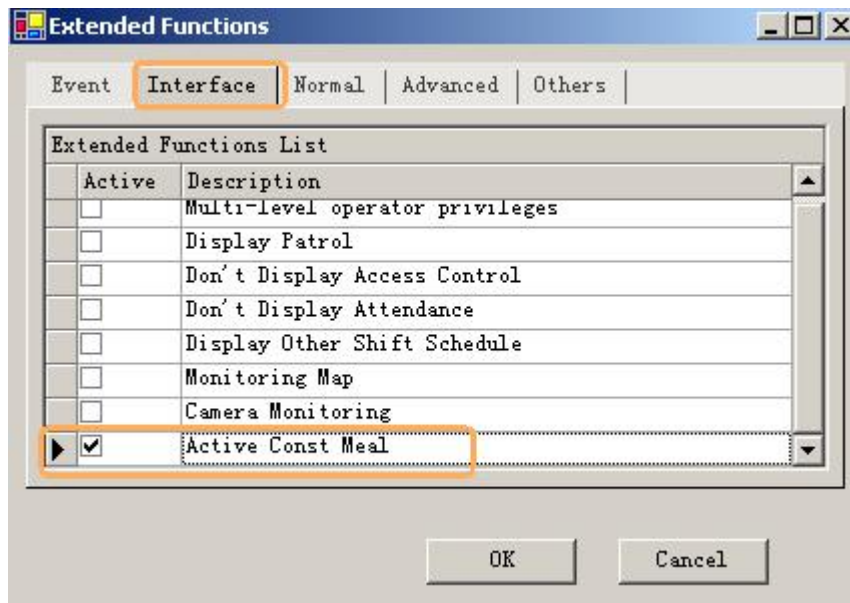 Extended Functions
Event Interface Normal Advanced Others
Extended Functions List
Active Description
Multi-level operator privileges
Display Patrol
Don't Display Access Control
Don't Display Attendance
Display Other Shift Schedule
Monitoring Map
Camera Monitoring
Active Const Meal
OK Cancel